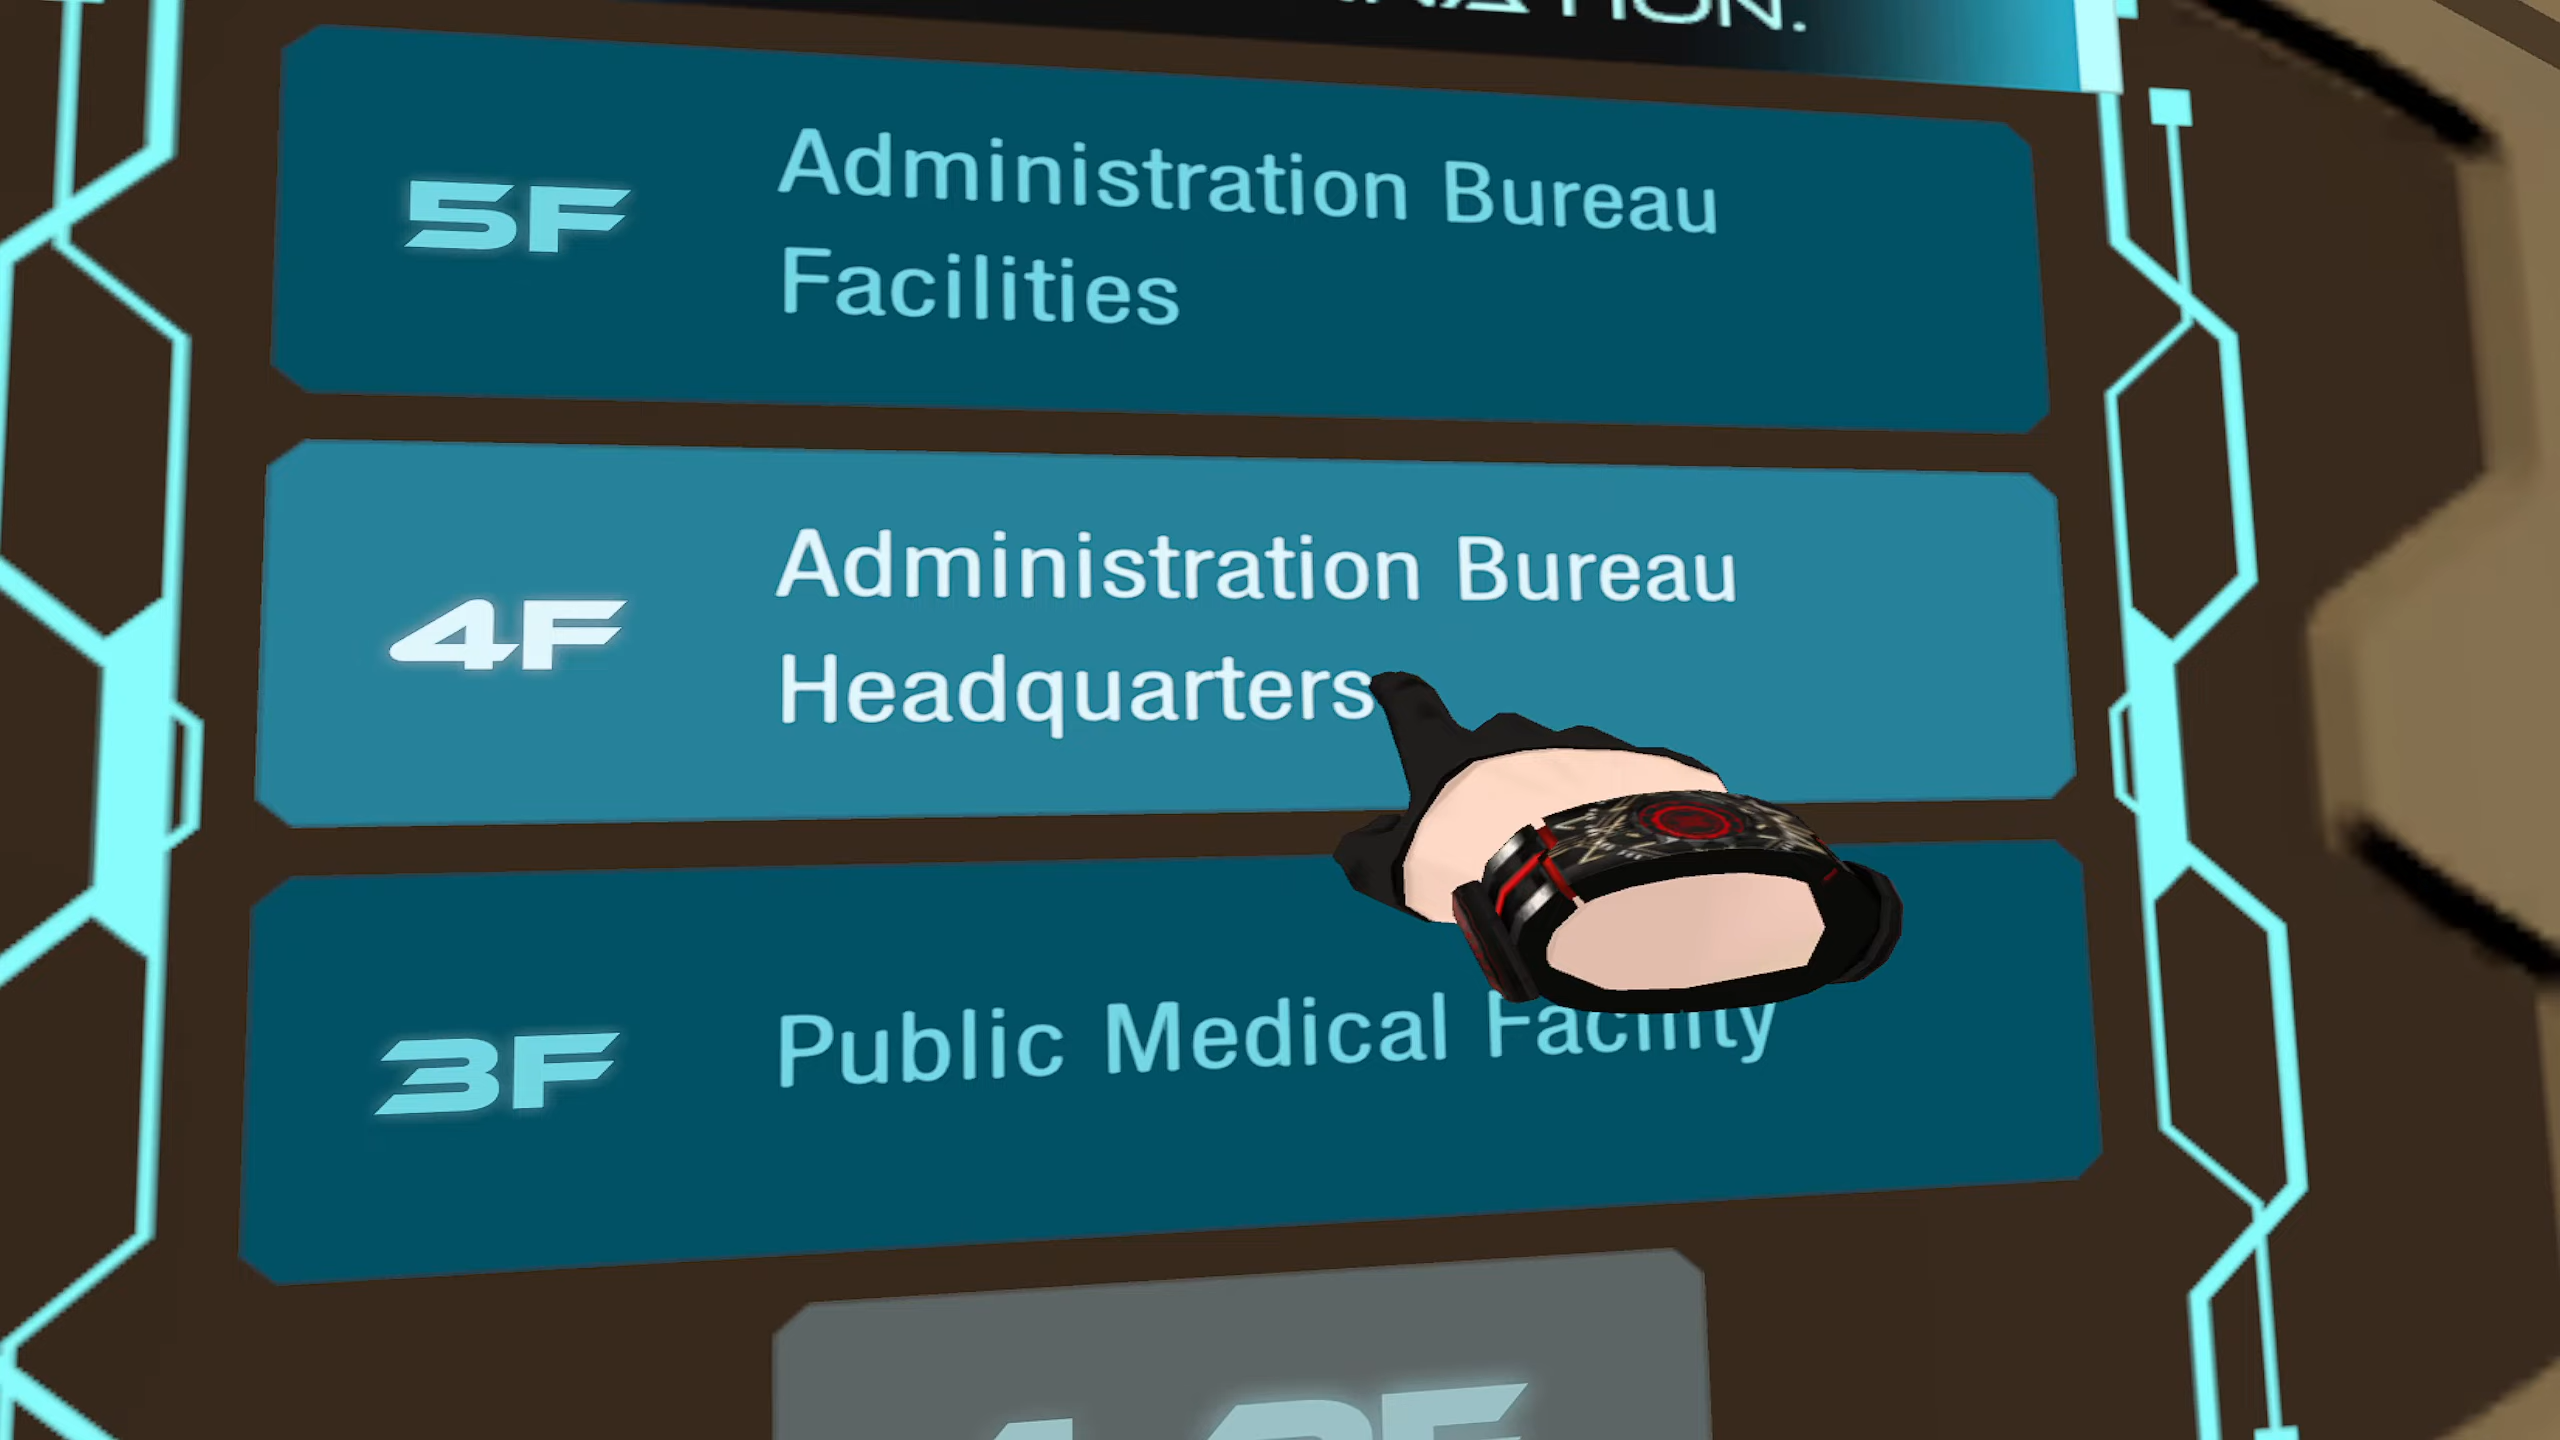 5F
Administration Bureau
Facilities
4F
Administration Bureau
Headquarters
3F
Public Medical Facility